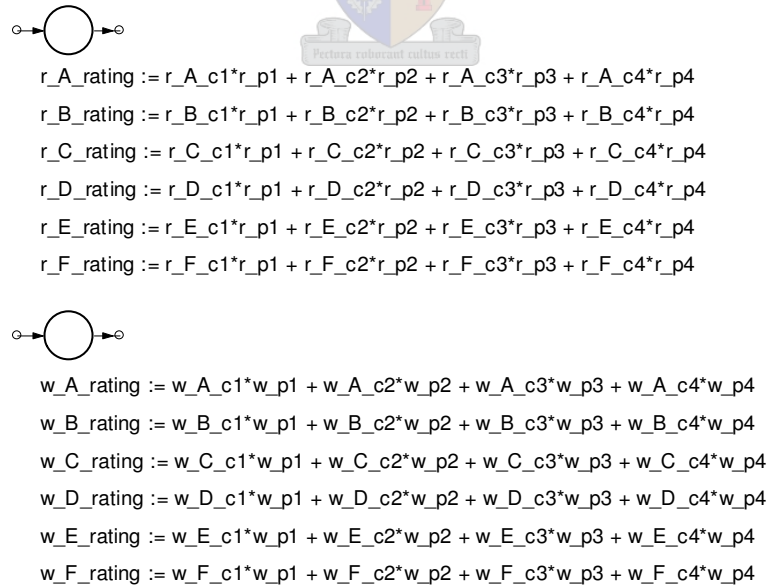 Pectora roborant cultus recti
r_A_rating := r_A_c1*r_p1 + r_A_c2*r_p2 + r_A_c3*r_p3 + r_A_c4*r_p4
r_B_rating := r_B_c1*r_p1 + r_B_c2*r_p2 + r_B_c3*r_p3 + r_B_c4*r_p4
r_C_rating := r_C_c1*r_p1 + r_C_c2*r_p2 + r_C_c3*r_p3 + r_C_c4*r_p4
r_D_rating := r_D_c1*r_p1 + r_D_c2*r_p2 + r_D_c3*r_p3 + r_D_c4*r_p4
r_E_rating := r_E_c1*r_p1 + r_E_c2*r_p2 + r_E_c3*r_p3 + r_E_c4*r_p4
r_F_rating := r_F_c1*r_p1 + r_F_c2*r_p2 + r_F_c3*r_p3 + r_F_c4*r_p4
w_A_rating := w_A_c1*w_p1 + w_A_c2*w_p2 + w_A_c3*w_p3 + w_A_c4*w_p4
w_B_rating := w_B_c1*w_p1 + w_B_c2*w_p2 + w_B_c3*w_p3 + w_B_c4*w_p4
w_C_rating := w_C_c1*w_p1 + w_C_c2*w_p2 + w_C_c3*w_p3 + w_C_c4*w_p4
w_D_rating := w_D_c1*w_p1 + w_D_c2*w_p2 + w_D_c3*w_p3 + w_D_c4*w_p4
w_E_rating := w_E_c1*w_p1 + w_E_c2*w_p2 + w_E_c3*w_p3 + w_E_c4*w_p4
w_F_rating := w_F_c1*w_p1 + w_F_c2*w_p2 + w_F_c3*w_p3 + w_F_c4*w_p4